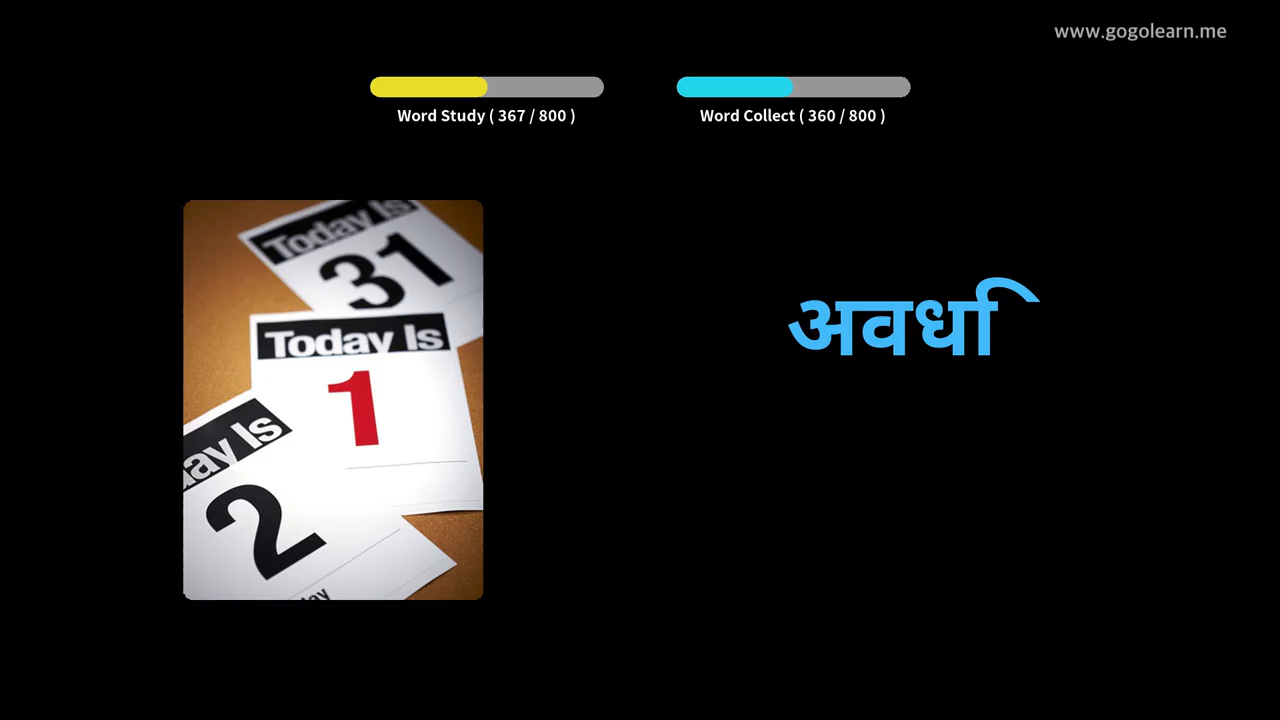 www.gogolearn.me
Word Study ( 367 / 800 )
Word Collect ( 360 / 800 )
Today Is
31
Today Is
1
अवधि
ay Is
2
ay